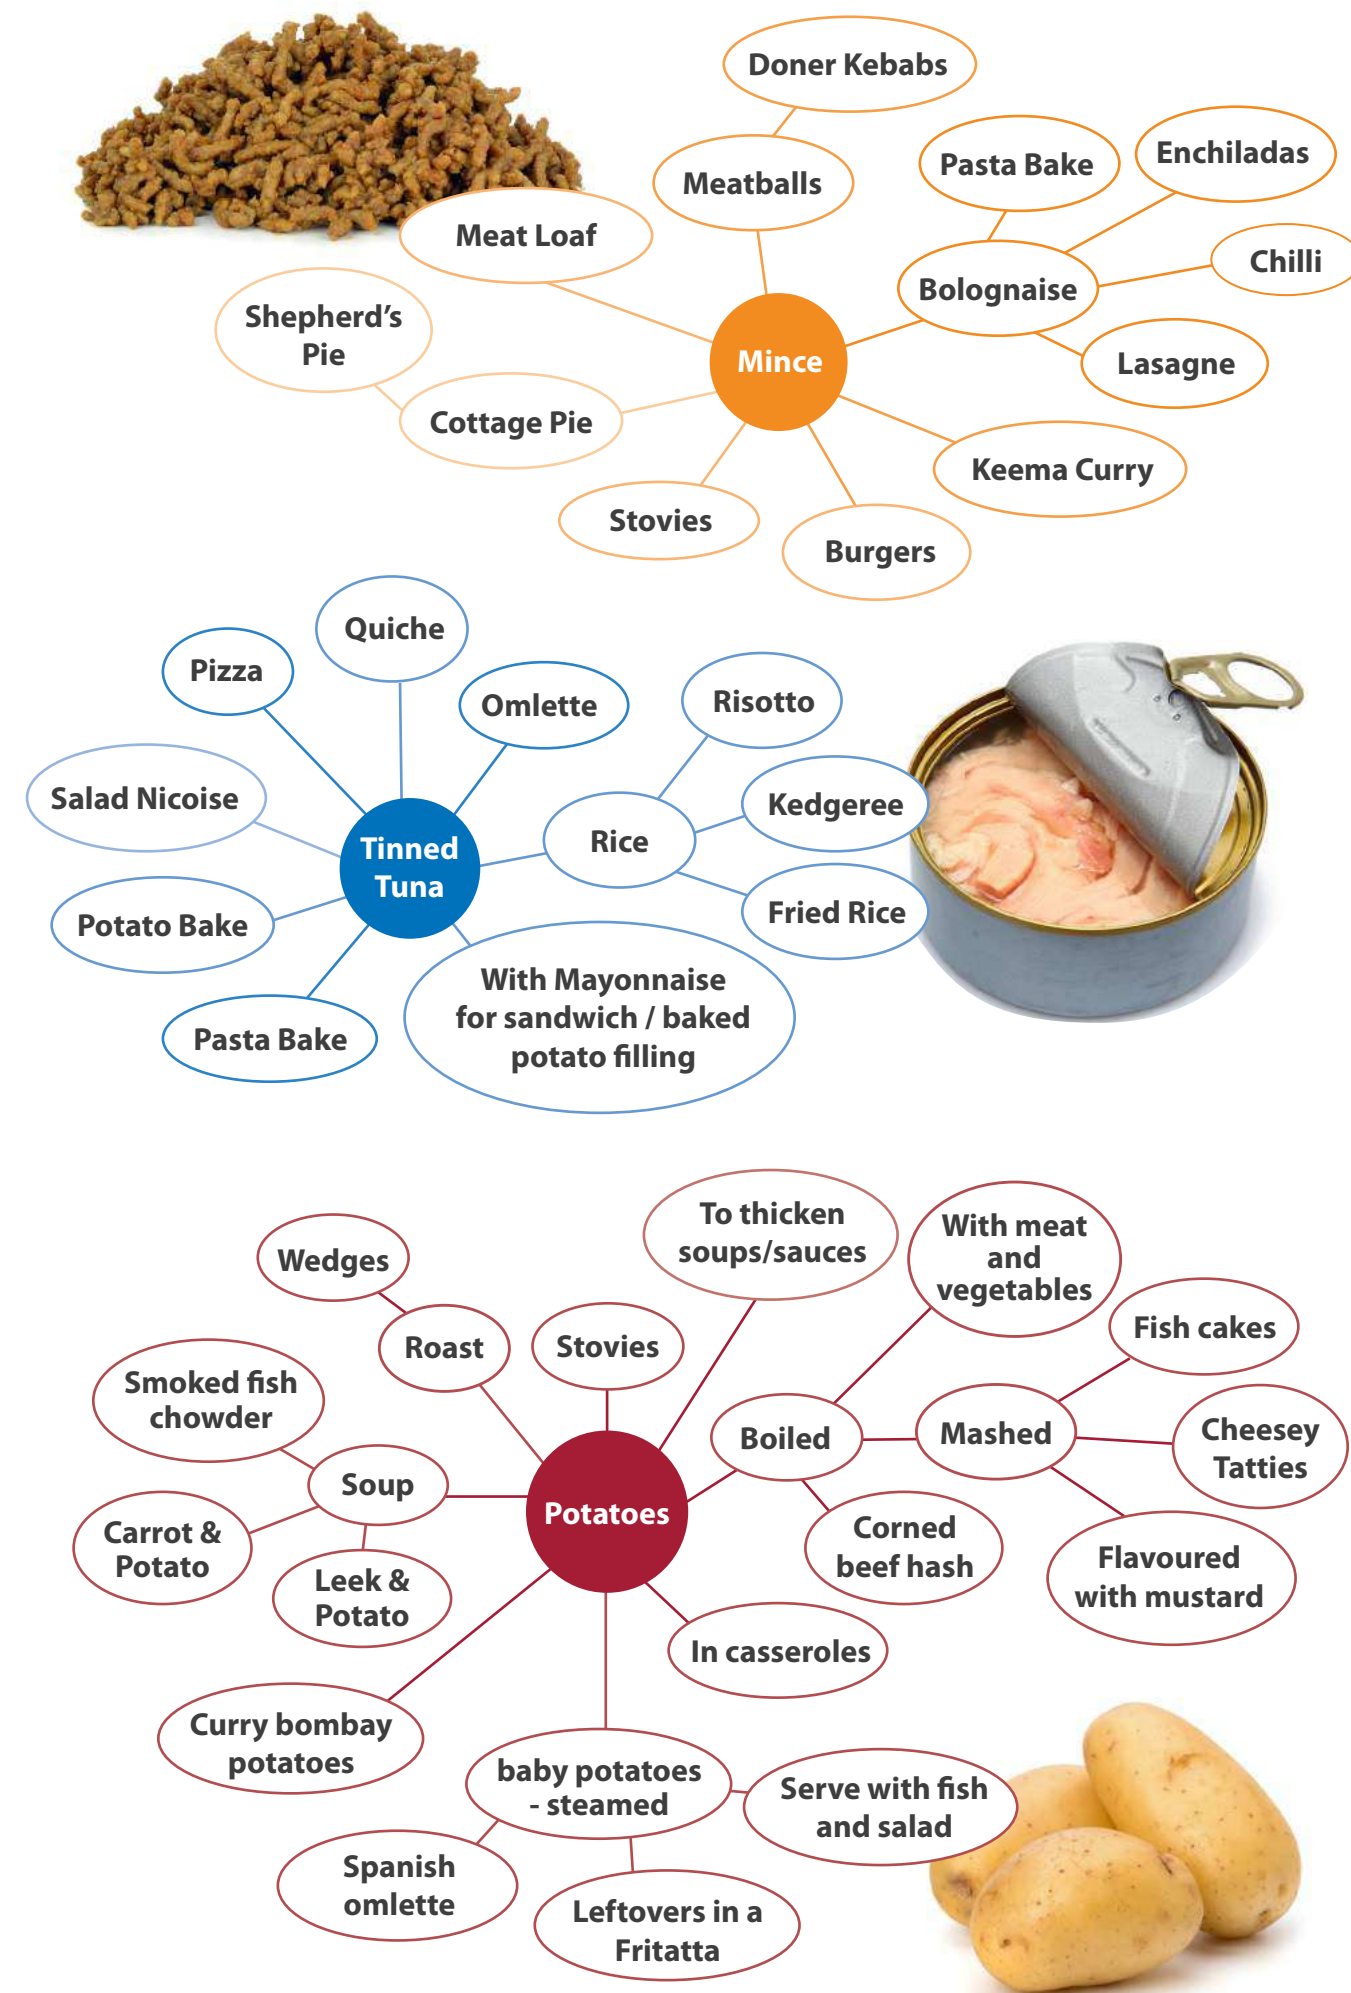 Doner Kebabs
Meatballs
Pasta Bake
Enchiladas
Meat Loaf
Chilli
Bolognaise
Shepherd's
Pie
Mince
Lasagne
Cottage Pie
Keema Curry
Stovies
Burgers
Quiche
Pizza
Omlette
Risotto
Salad Nicoise
Kedgeree
Tinned
Tuna
Rice
Potato Bake
Fried Rice
With Mayonnaise
for sandwich / baked
potato filling
Pasta Bake
To thicken
soups/sauces
With meat
and
vegetables
Wedges
Roast
Stovies
Fish cakes
Smoked fish
chowder
Boiled
Mashed
Cheesey
Tatties
Soup
Potatoes
Carrot &
Potato
Leek &
Potato
Corned
beef hash
Flavoured
with mustard
In casseroles
Curry bombay
potatoes
baby potatoes
- steamed
Serve with fish
and salad
Spanish
omlette
Leftovers in a
Fritatta